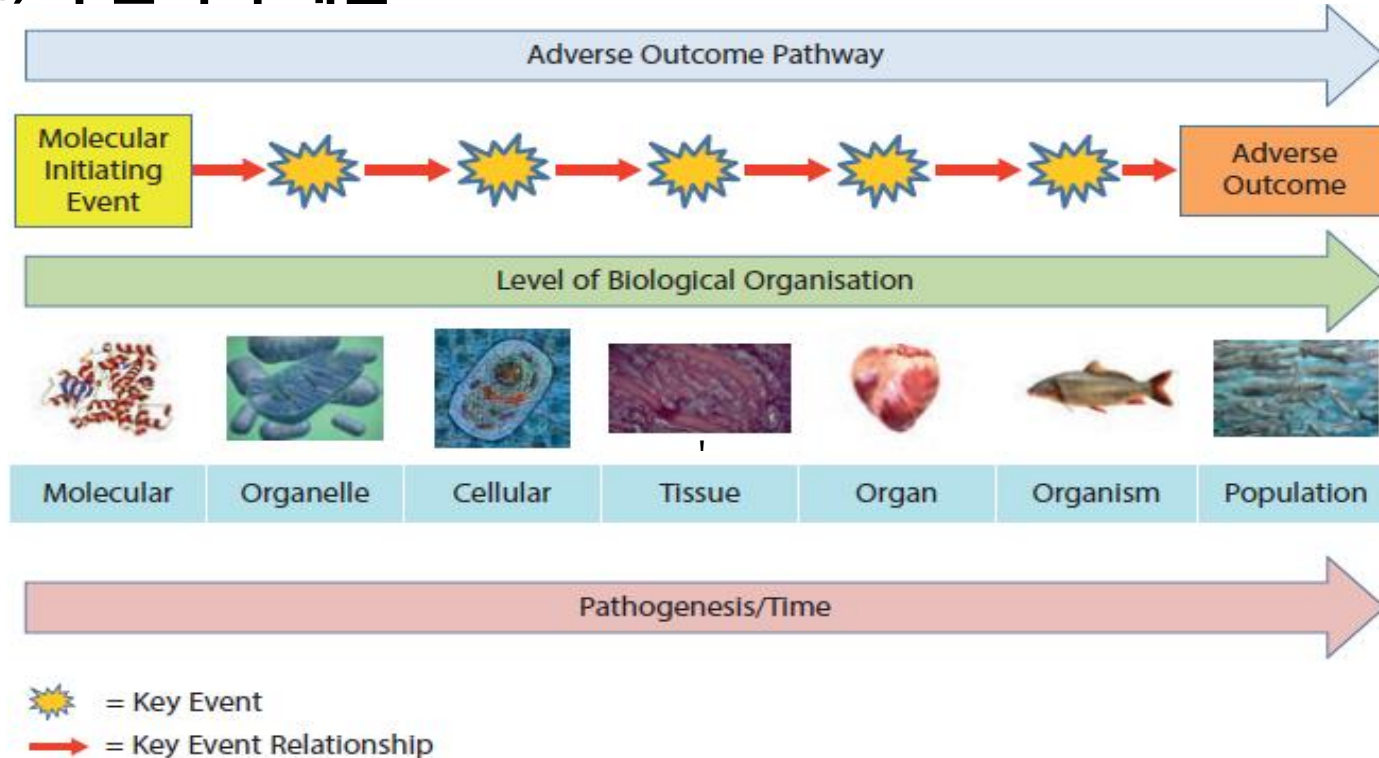 Adverse Outcome Pathway
Molecular
Initiating
Event
Adverse
Outcome
Level of Biological Organisation
Molecular
Organelle
Cellular
Tissue
Organ
Organism
Population
Pathogenesis/Time
= Key Event
= Key Event Relationship